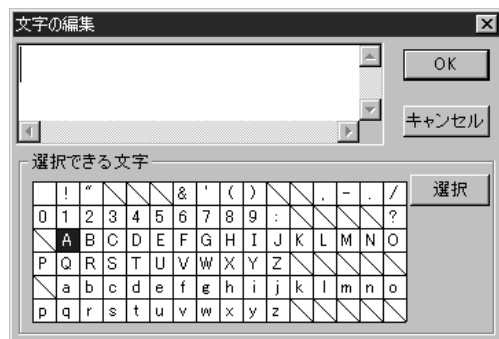 文字の編集
OK
キャンセル
選択できる文字
選択
! " & ' ( ) , - . /
0 1 2 3 4 5 6 7 8 9 : ?
A B C D E F G H I J K L M N O
P Q R S T U V W X Y Z
a b c d e f g h i j k l m n o
p q r s t u v w x y z